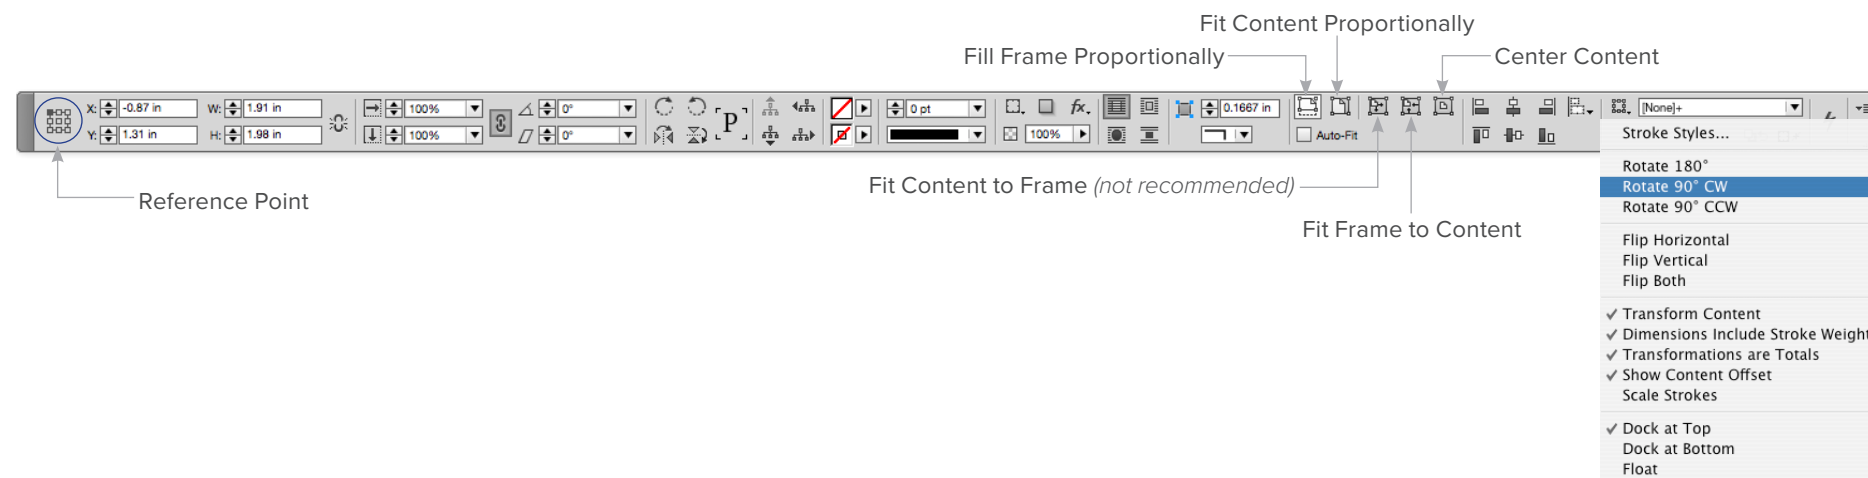 Fit Content Proportionally
Fill Frame Proportionally
Center Content
X: -0.87 in W: 1.91 in 100% 0° 0 pt fx. 0.1667 in [None]+
Y: 1.31 in H: 1.98 in 100% 0° P 100% Auto-Fit
Stroke Styles...
Rotate 180°
Fit Content to Frame (not recommended)
Rotate 90° CW
Reference Point
Rotate 90° CCW
Fit Frame to Content
Flip Horizontal
Flip Vertical
Flip Both
✓ Transform Content
✓ Dimensions Include Stroke Weight
✓ Transformations are Totals
✓ Show Content Offset
Scale Strokes
✓ Dock at Top
Dock at Bottom
Float